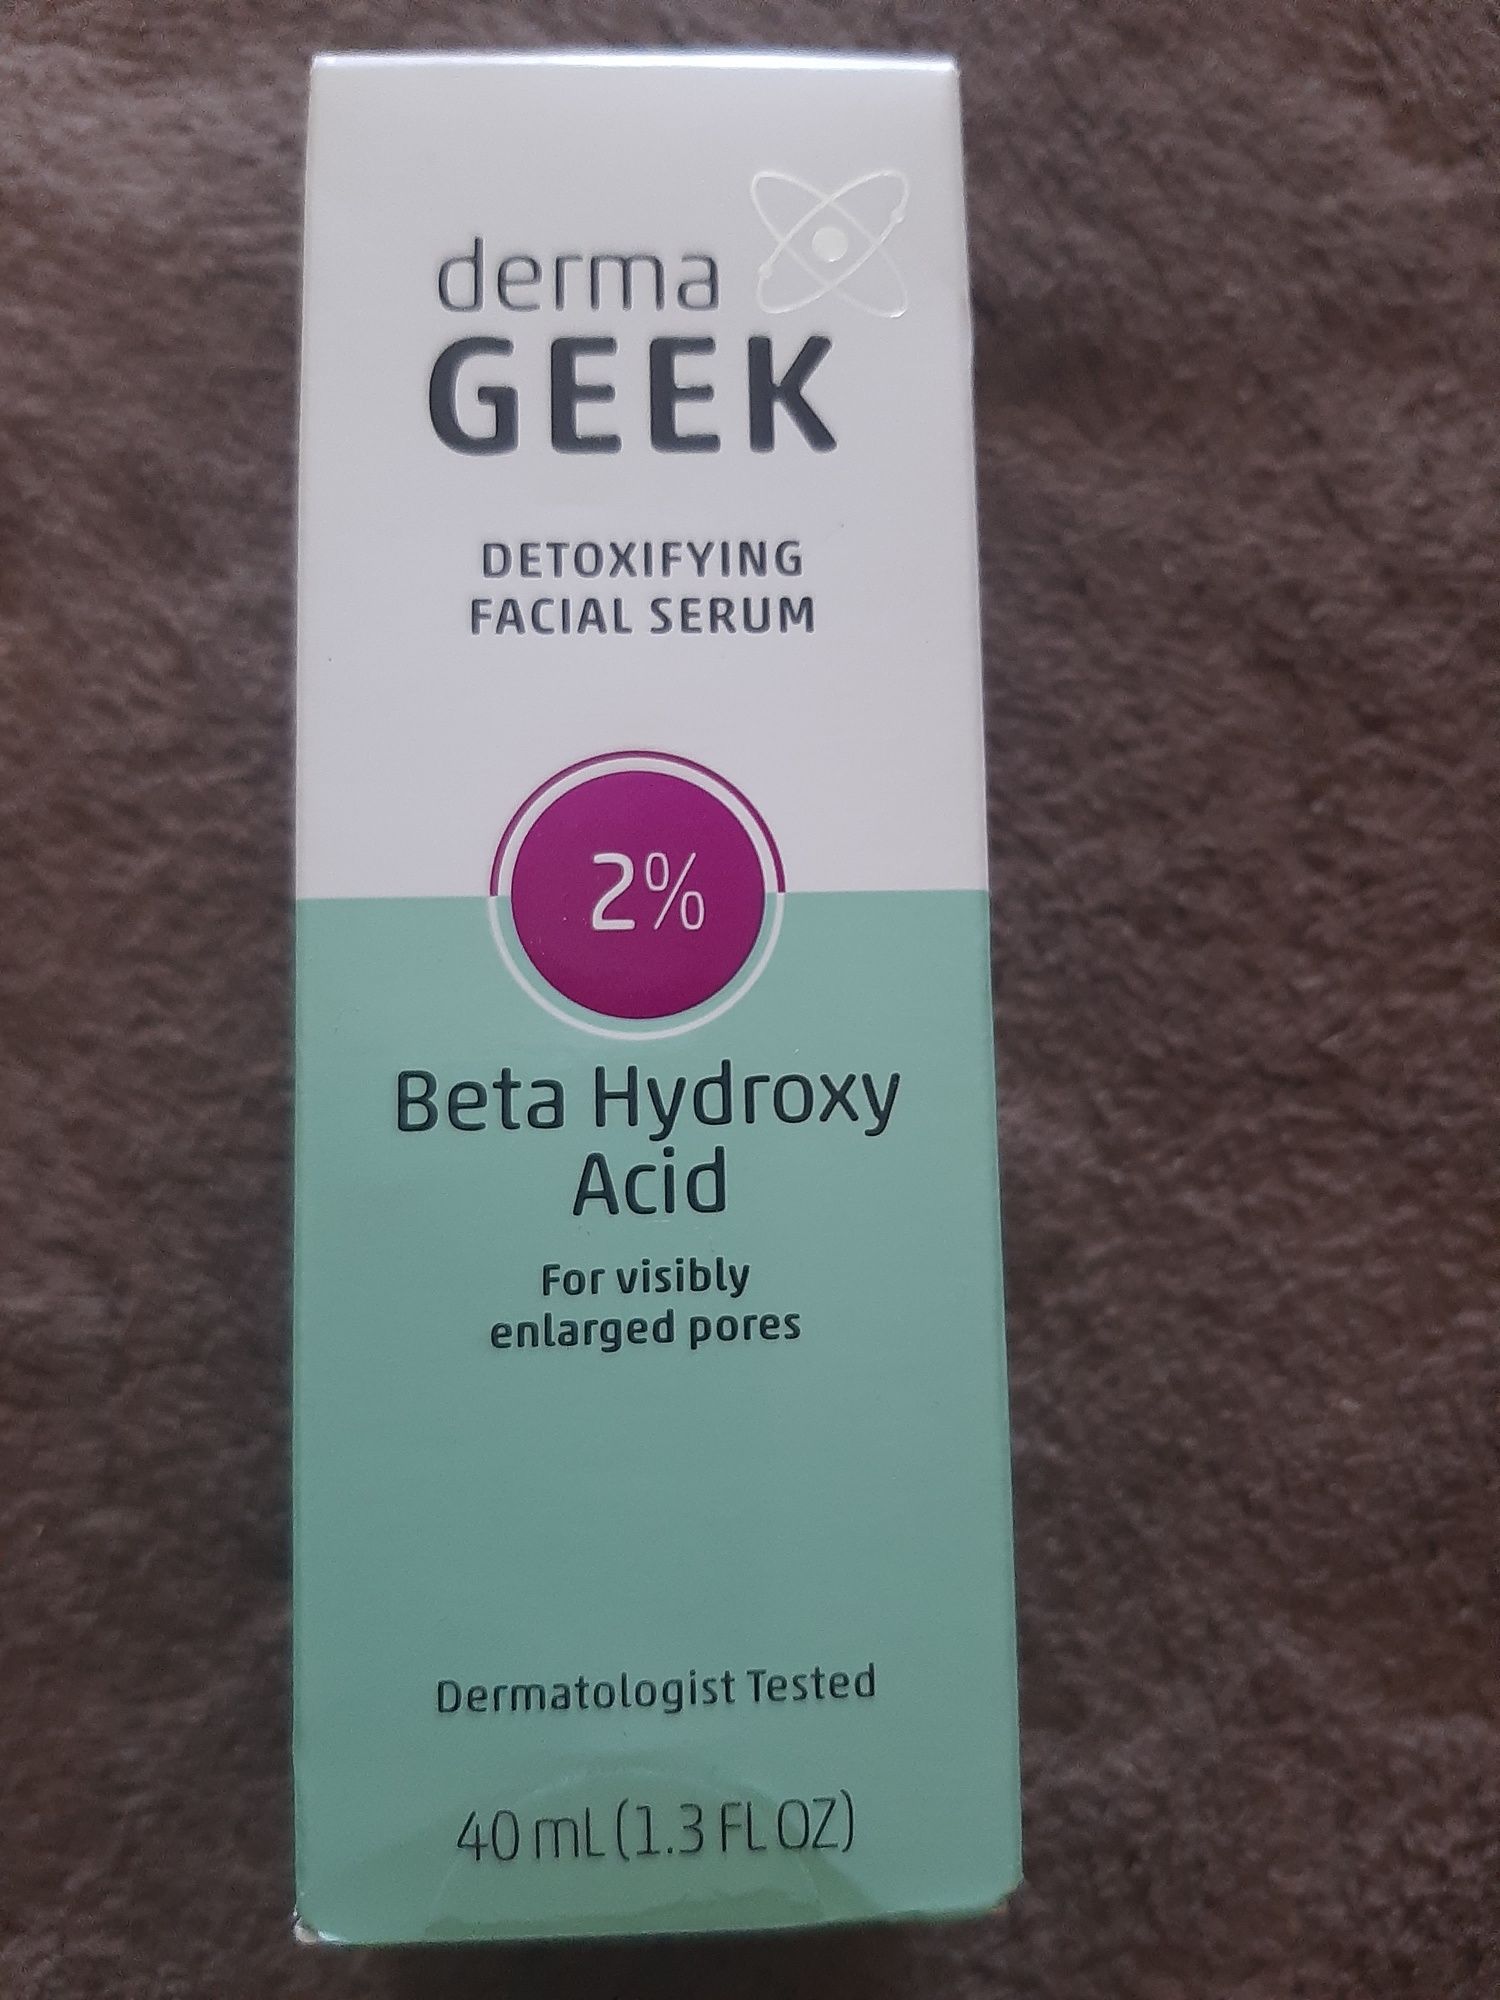 derma
GEEK
DETOXIFYING
FACIAL SERUM
2%
Beta Hydroxy
Acid
For visibly
enlarged pores
Dermatologist Tested
40 mL (1.3 FL OZ)